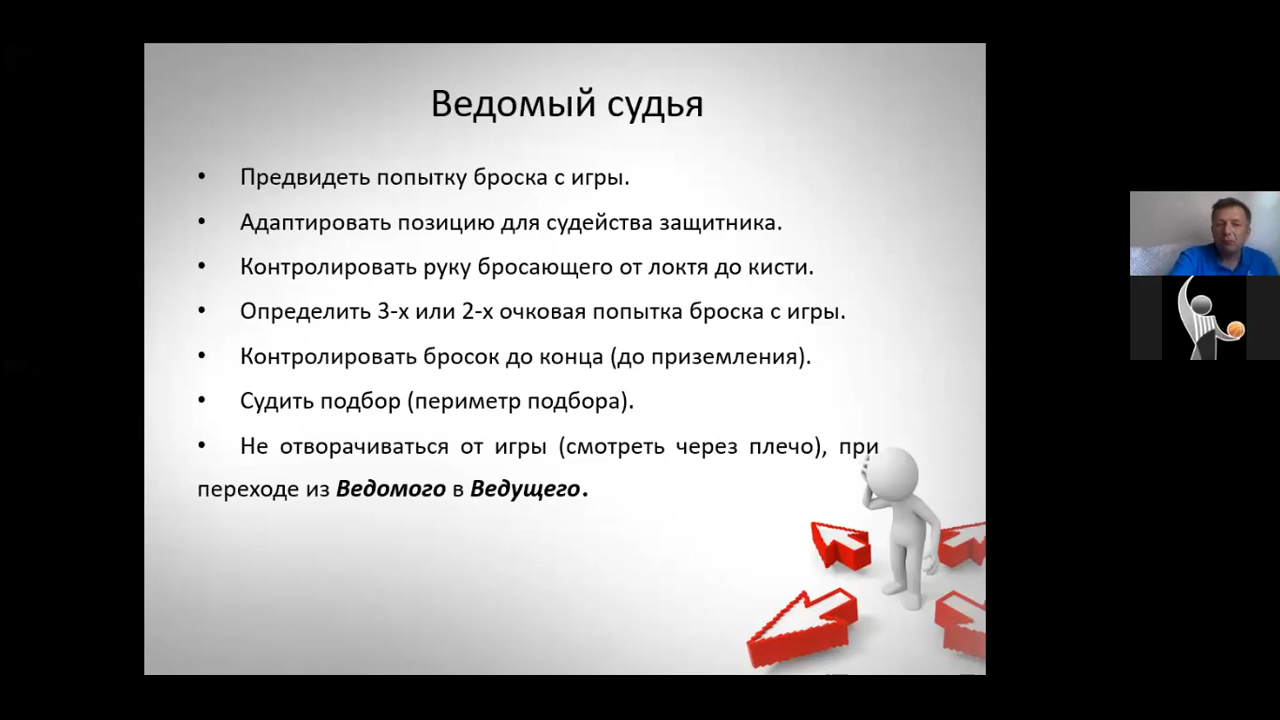 Ведомый судья
• Предвидеть попытку броска с игры.
• Адаптировать позицию для судейства защитника.
• Контролировать руку бросающего от локтя до кисти.
• Определить 3-х или 2-х очковая попытка броска с игры.
• Контролировать бросок до конца (до приземления).
• Судить подбор (периметр подбора).
• Не отворачиваться от игры (смотреть через плечо), при
переходе из Ведомого в Ведущего.